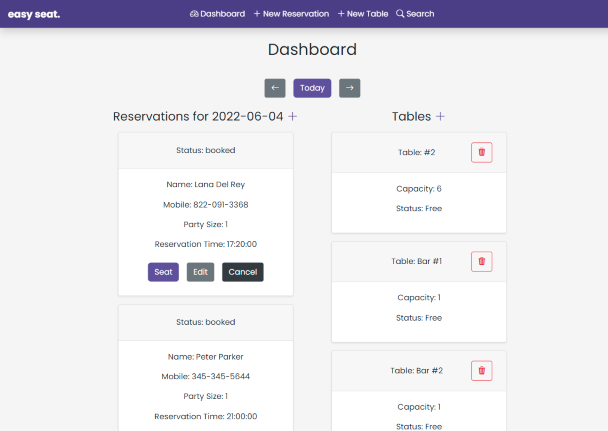 easy seat.
Dashboard
+ New Reservation
+ New Table
Search
Dashboard
←
Today
→
Reservations for 2022-06-04 +
Status: booked
Name: Lana Del Rey
Mobile: 822-091-3368
Party Size: 1
Reservation Time: 17:20:00
Seat
Edit
Cancel
Status: booked
Name: Peter Parker
Mobile: 345-345-5644
Party Size: 1
Reservation Time: 21:00:00
Tables +
Table: #2
Capacity: 6
Status: Free
Table: Bar #1
Capacity: 1
Status: Free
Table: Bar #2
Capacity: 1
Status: Free